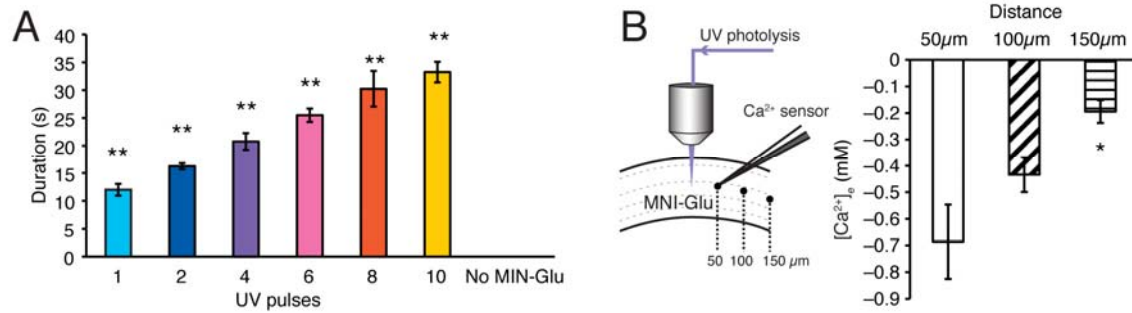 A
40
35
30
25
20
15
10
5
0
Duration (s)
** ** ** ** ** **
1 2 4 6 8 10 No MIN-Glu
UV pulses
B
UV photolysis
Ca²⁺ sensor
MNI-Glu
50 100 150 µm
Distance
50µm 100µm 150µm
0
–0.1
–0.2
–0.3
–0.4
–0.5
–0.6
–0.7
–0.8
–0.9
[Ca²⁺]ₑ (mM)
*